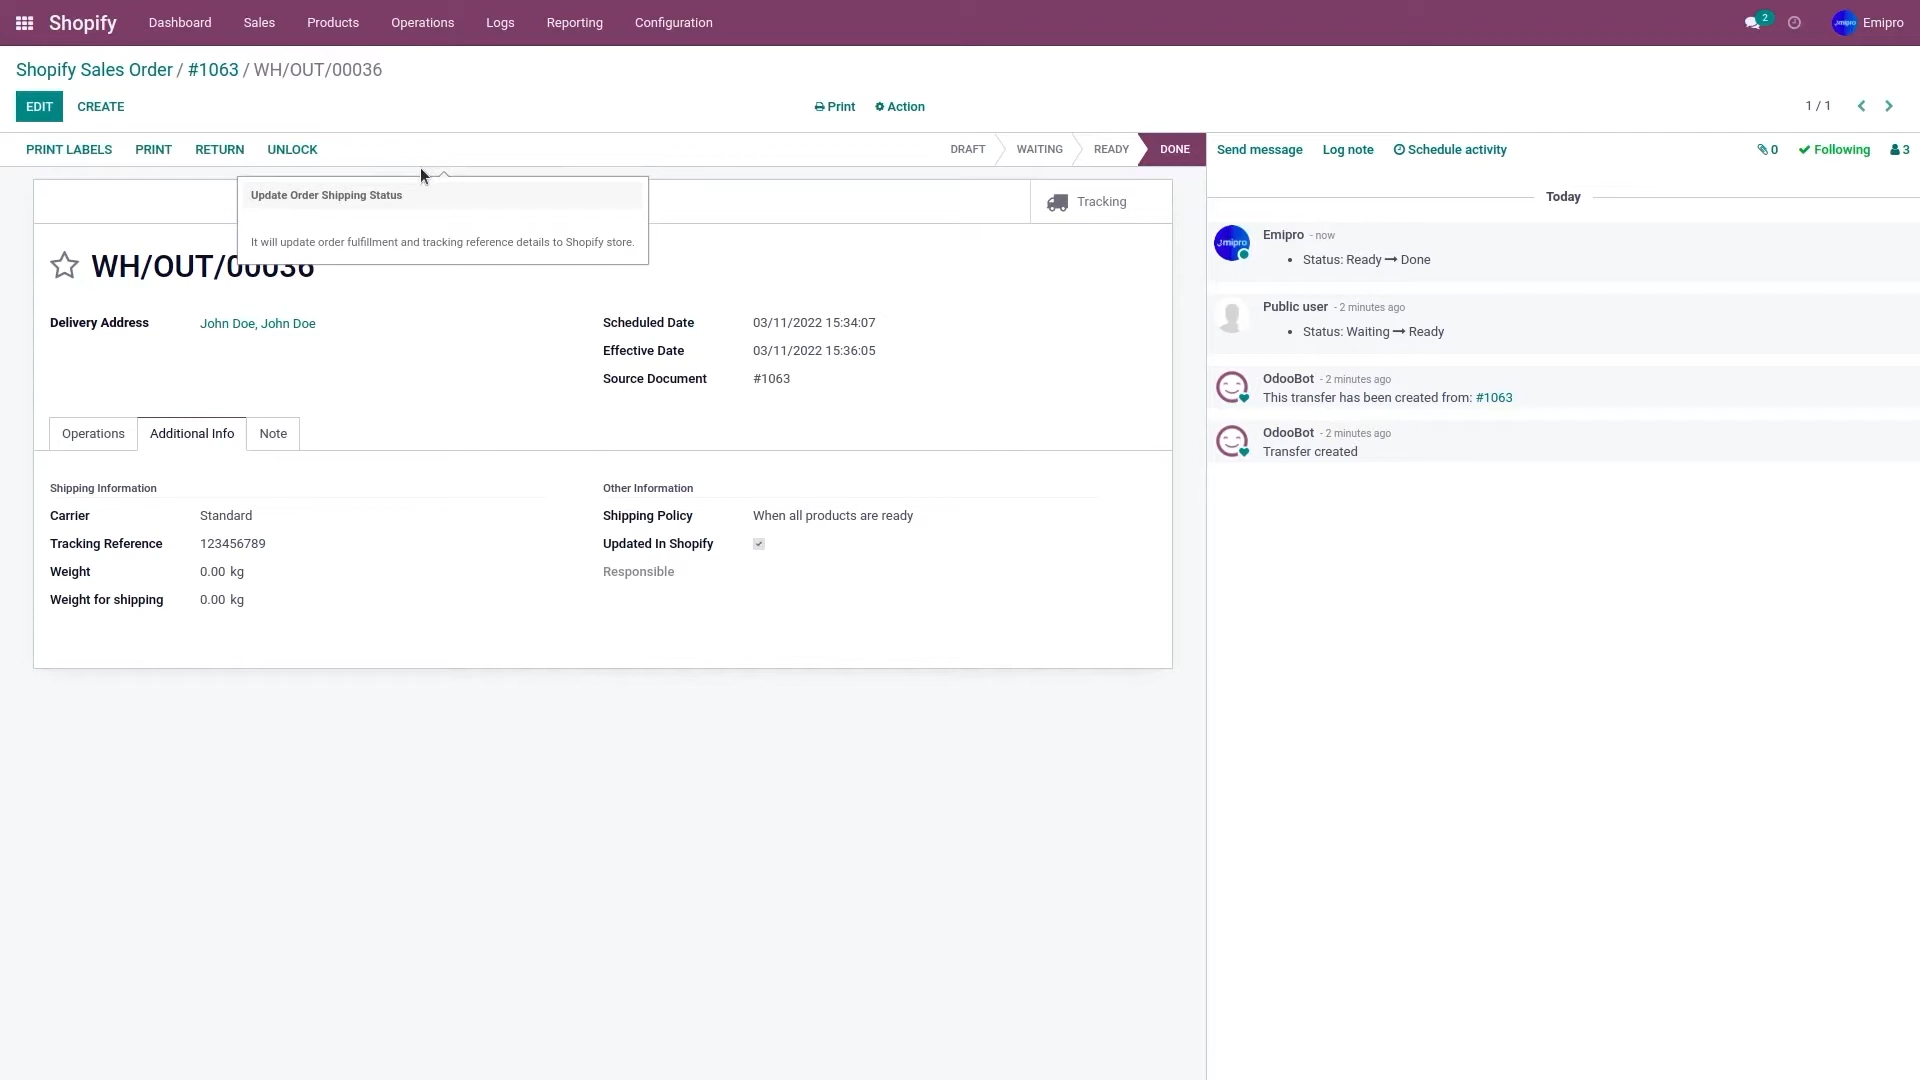 Shopify Dashboard Sales Products Operations Logs Reporting Configuration 2 Emipro
Shopify Sales Order / #1063 / WH/OUT/00036
EDIT CREATE Print Action 1 / 1
PRINT LABELS PRINT RETURN UNLOCK DRAFT WAITING READY DONE Send message Log note Schedule activity 0 Following 3
Update Order Shipping Status
It will update order fulfillment and tracking reference details to Shopify store.
Tracking
WH/OUT/00036
Delivery Address John Doe, John Doe
Scheduled Date 03/11/2022 15:34:07
Effective Date 03/11/2022 15:36:05
Source Document #1063
Operations Additional Info Note
Shipping Information
Carrier Standard
Tracking Reference 123456789
Weight 0.00 kg
Weight for shipping 0.00 kg
Other Information
Shipping Policy When all products are ready
Updated In Shopify
Responsible
Today
Emipro - now
• Status: Ready → Done
Public user - 2 minutes ago
• Status: Waiting → Ready
OdooBot - 2 minutes ago
This transfer has been created from: #1063
OdooBot - 2 minutes ago
Transfer created